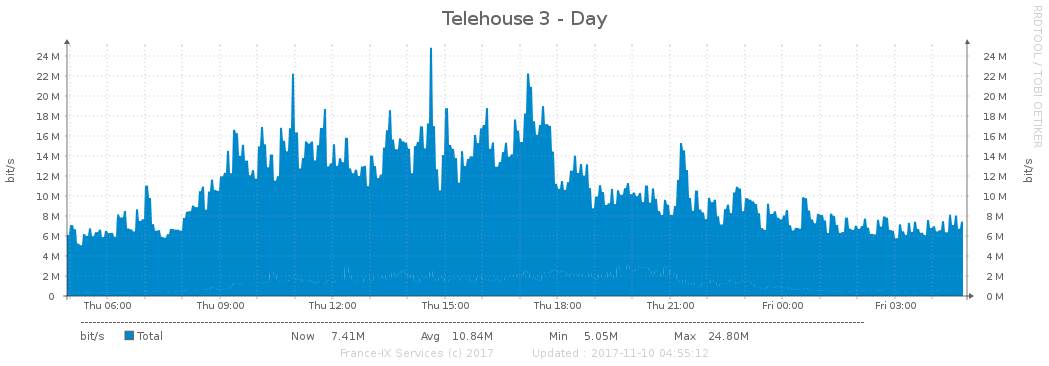 Telehouse 3 - Day
RRDTOOL / TOBI OETIKER
bit/s
24 M 24 M
22 M 22 M
20 M 20 M
18 M 18 M
16 M 16 M
14 M 14 M
12 M 12 M
10 M 10 M
8 M 8 M
6 M 6 M
4 M 4 M
2 M 2 M
0 0 M
bit/s
Thu 06:00 Thu 09:00 Thu 12:00 Thu 15:00 Thu 18:00 Thu 21:00 Fri 00:00 Fri 03:00
bit/s Total Now 7.41M Avg 10.84M Min 5.05M Max 24.80M
France-IX Services (c) 2017 Updated : 2017-11-10 04:55:12